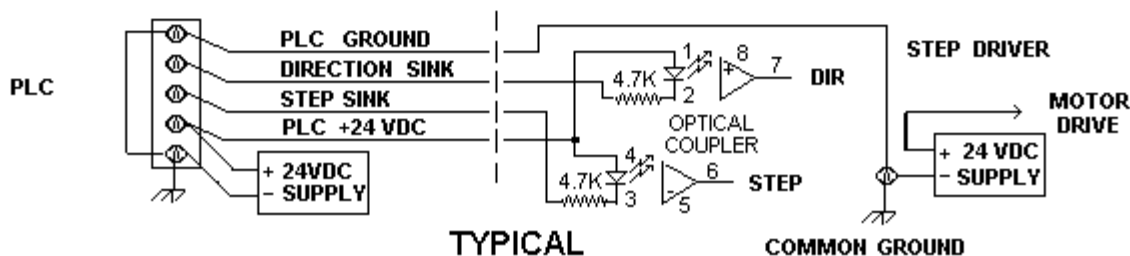 PLC
PLC GROUND
DIRECTION SINK
STEP SINK
PLC +24 VDC
+ 24VDC
- SUPPLY
4.7K
1
2
8
+
7
DIR
OPTICAL
COUPLER
4.7K
4
3
6
-
5
STEP
STEP DRIVER
MOTOR
DRIVE
+ 24 VDC
- SUPPLY
TYPICAL
COMMON GROUND